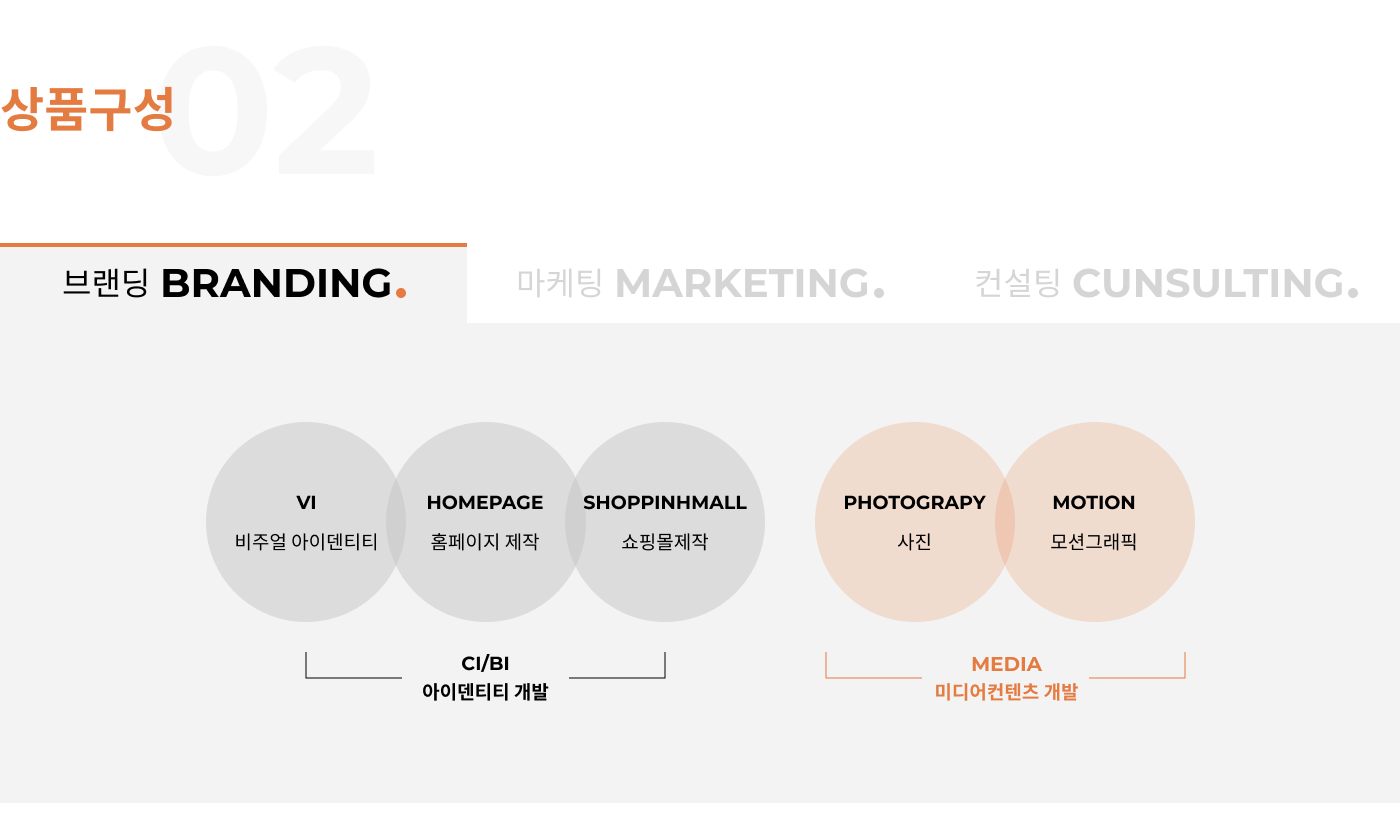 상품구성 02
브랜딩 BRANDING. 마케팅 MARKETING. 컨설팅 CUNSULTING.
VI
비주얼 아이덴티티
HOMEPAGE
홈페이지 제작
SHOPPINHMALL
쇼핑몰제작
PHOTOGRAPY
사진
MOTION
모션그래픽
CI/BI
아이덴티티 개발
MEDIA
미디어컨텐츠 개발